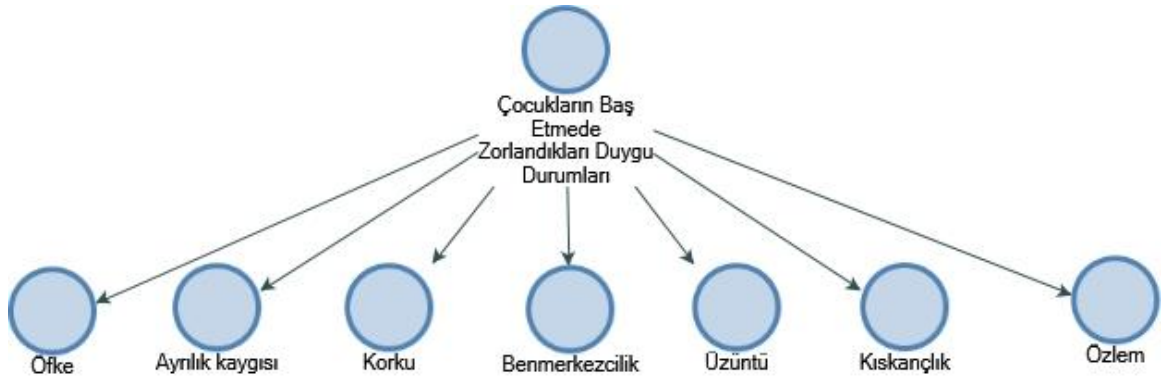 Çocukların Baş
Etmede
Zorlandıkları Duygu
Durumları
Öfke
Ayrılık kaygısı
Korku
Benmerkezcilik
Üzüntü
Kıskançlık
Özlem